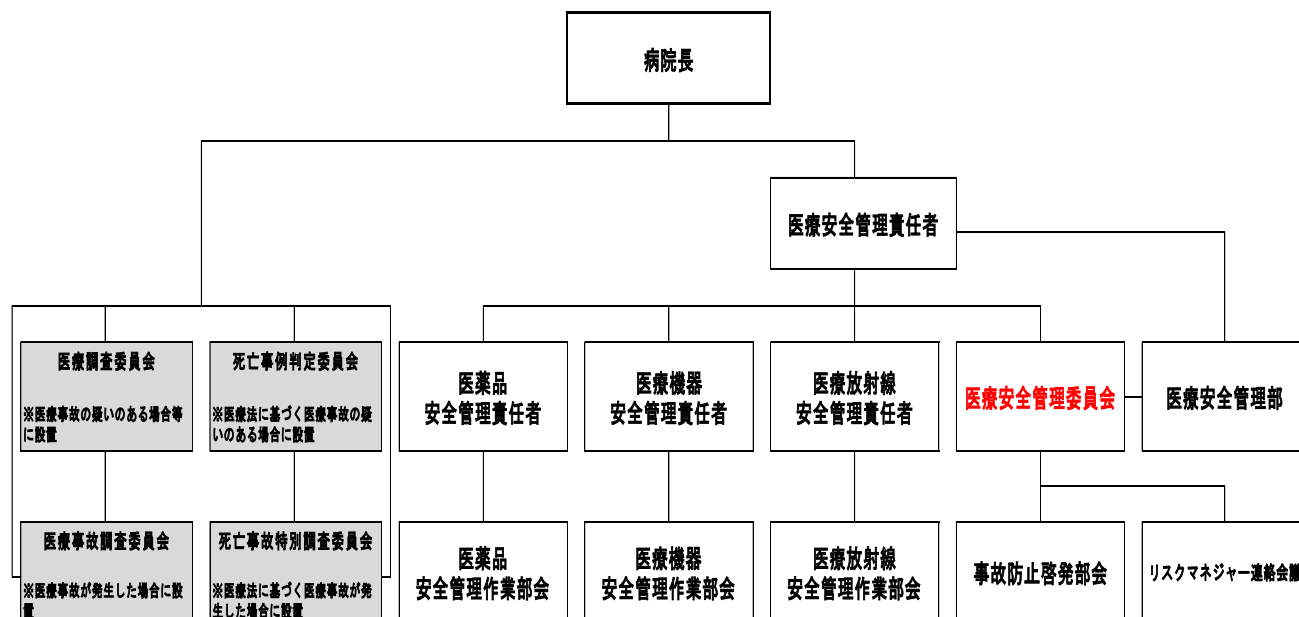 病院長
医療安全管理責任者
医療調査委員会
※医療事故の疑いのある場合等
に設置
死亡事例判定委員会
※医療法に基づく医療事故の疑
いのある場合に設置
医薬品
安全管理責任者
医療機器
安全管理責任者
医療放射線
安全管理責任者
医療安全管理委員会
医療安全管理部
医療事故調査委員会
※医療事故が発生した場合に設
置
死亡事故特別調査委員会
※医療法に基づく医療事故が発
生した場合に設置
医薬品
安全管理作業部会
医療機器
安全管理作業部会
医療放射線
安全管理作業部会
事故防止啓発部会
リスクマネジャー連絡会議